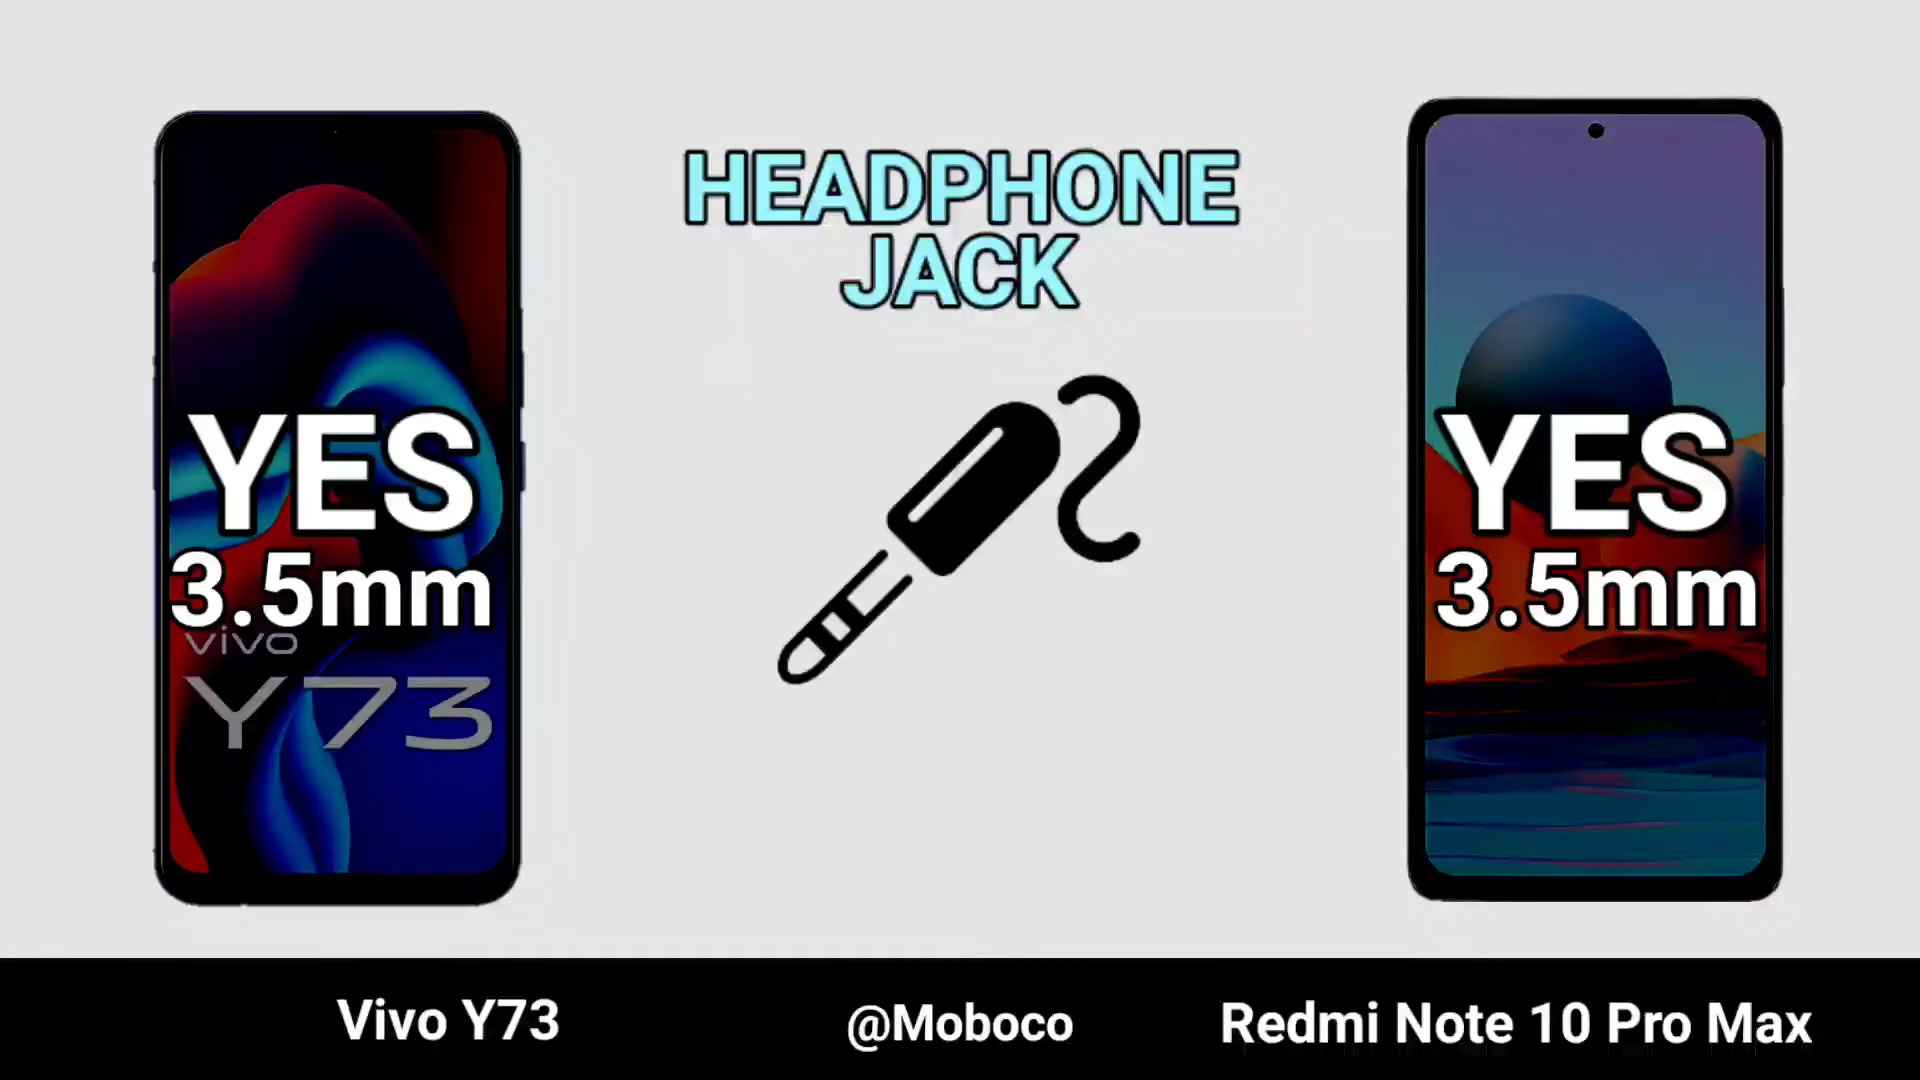 HEADPHONE
JACK
YES
3.5mm
vivo
Y73
YES
3.5mm
Vivo Y73
@Moboco
Redmi Note 10 Pro Max